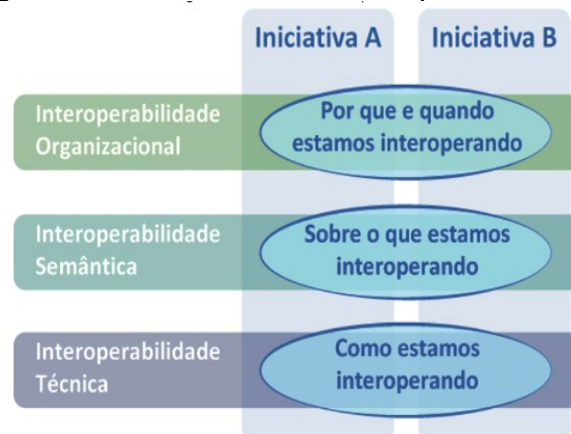 Iniciativa A
Iniciativa B
Interoperabilidade
Organizacional
Por que e quando
estamos interoperando
Interoperabilidade
Semântica
Sobre o que estamos
interoperando
Interoperabilidade
Técnica
Como estamos
interoperando